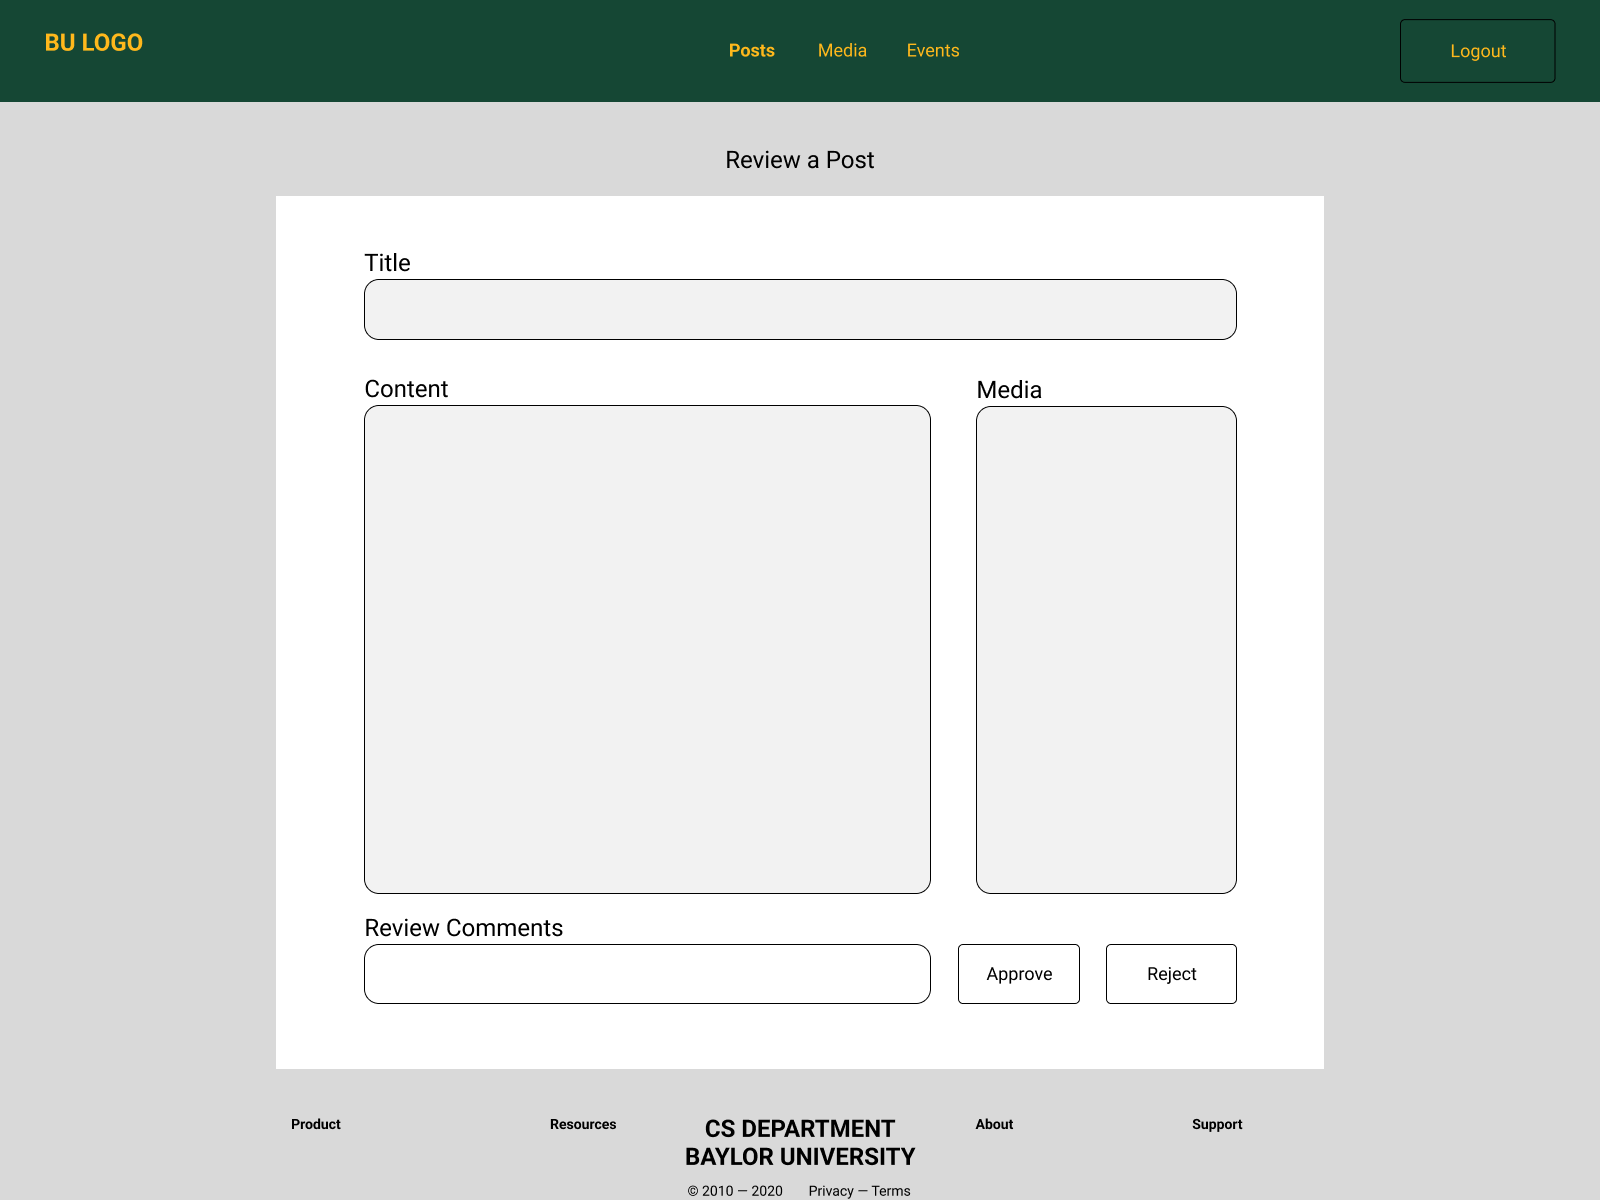 BU LOGO
Posts Media Events
Logout
Review a Post
Title
Content
Media
Review Comments
Approve
Reject
Product
Resources
CS DEPARTMENT
BAYLOR UNIVERSITY
About
Support
© 2010 — 2020 Privacy — Terms